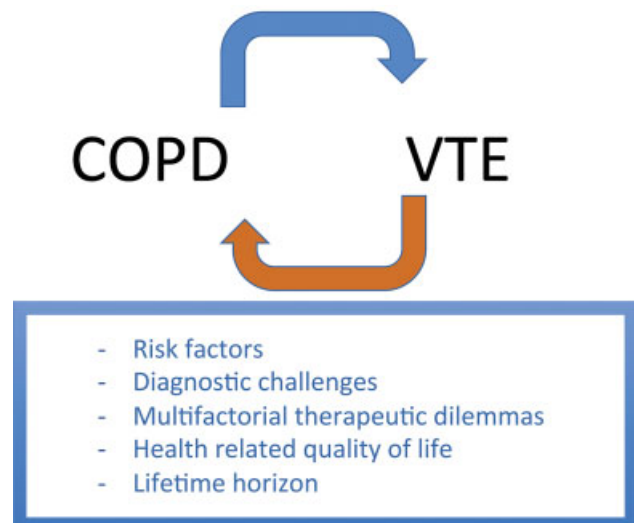 COPD VTE
- Risk factors
- Diagnostic challenges
- Multifactorial therapeutic dilemmas
- Health related quality of life
- Lifetime horizon